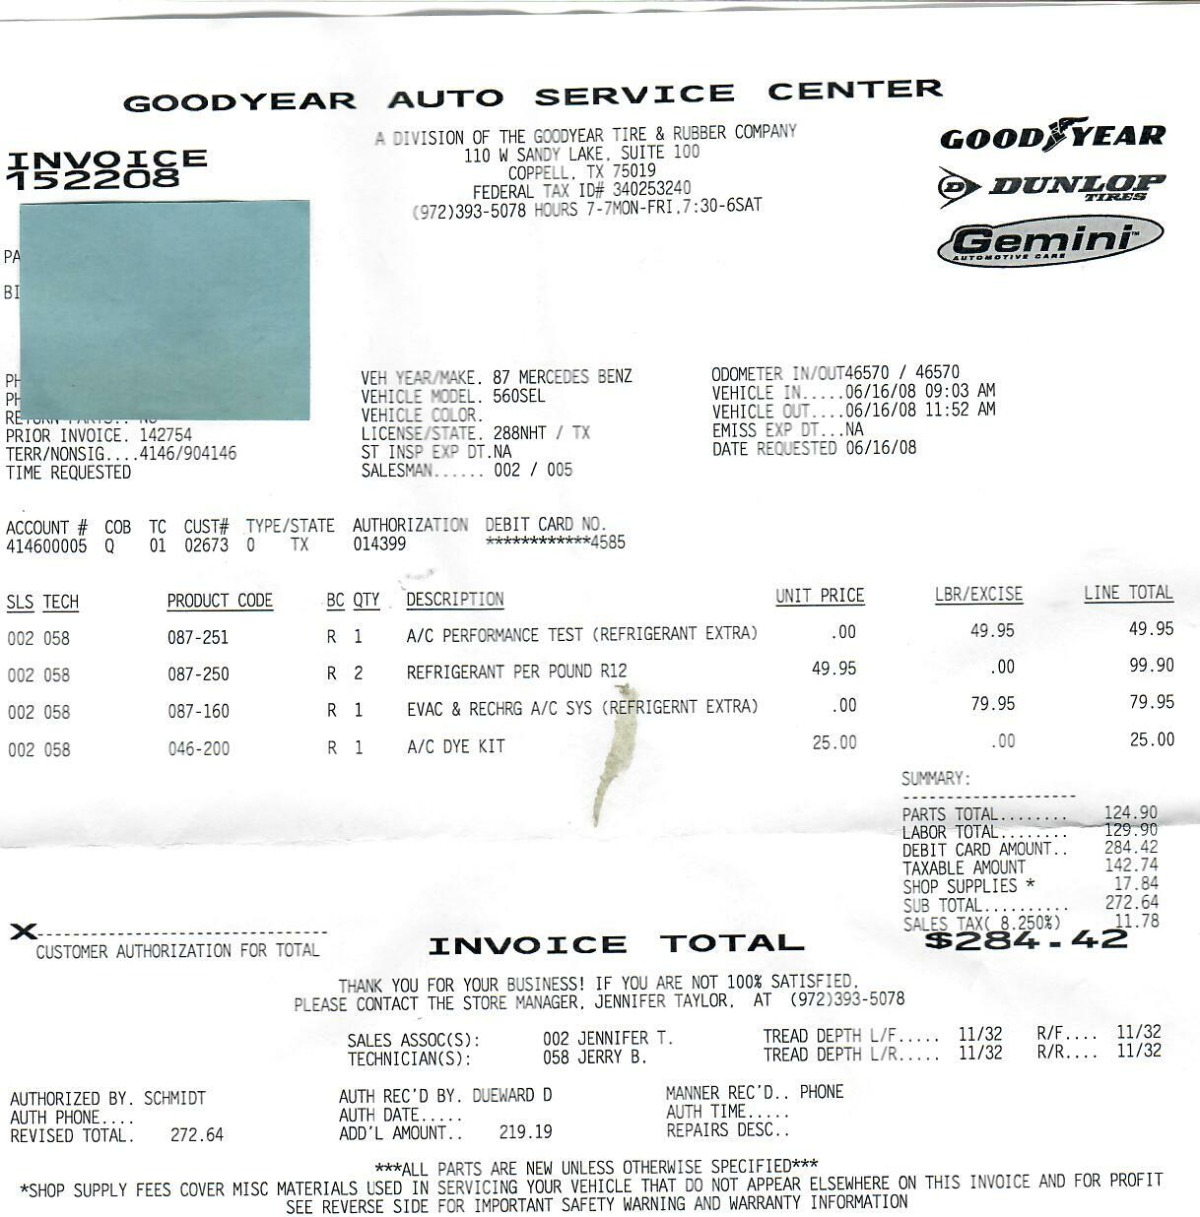 GOODYEAR AUTO SERVICE CENTER
A DIVISION OF THE GOODYEAR TIRE & RUBBER COMPANY
110 W SANDY LAKE, SUITE 100
COPPELL, TX 75019
FEDERAL TAX ID# 340253240
(972)393-5078 HOURS 7-7MON-FRI,7:30-6SAT
INVOICE
152208
GOODYEAR
D DUNLOP
TIRES
Gemini™
AUTOMOTIVE CARE
PA
BI
PH
PH
RETURN PARTS.. NO
PRIOR INVOICE. 142754
TERR/NONSIG....4146/904146
TIME REQUESTED
VEH YEAR/MAKE. 87 MERCEDES BENZ
VEHICLE MODEL. 560SEL
VEHICLE COLOR.
LICENSE/STATE. 288NHT / TX
ST INSP EXP DT.NA
SALESMAN...... 002 / 005
ODOMETER IN/OUT46570 / 46570
VEHICLE IN.....06/16/08 09:03 AM
VEHICLE OUT....06/16/08 11:52 AM
EMISS EXP DT...NA
DATE REQUESTED 06/16/08
ACCOUNT # COB TC CUST# TYPE/STATE AUTHORIZATION DEBIT CARD NO.
414600005 Q 01 02673 0 TX 014399 ************4585
SLS TECH PRODUCT CODE BC QTY DESCRIPTION UNIT PRICE LBR/EXCISE LINE TOTAL
002 058 087-251 R 1 A/C PERFORMANCE TEST (REFRIGERANT EXTRA) .00 49.95 49.95
002 058 087-250 R 2 REFRIGERANT PER POUND R12 49.95 .00 99.90
002 058 087-160 R 1 EVAC & RECHRG A/C SYS (REFRIGERNT EXTRA) .00 79.95 79.95
002 058 046-200 R 1 A/C DYE KIT 25.00 .00 25.00
SUMMARY:
--------------------
PARTS TOTAL........ 124.90
LABOR TOTAL........ 129.90
DEBIT CARD AMOUNT.. 284.42
TAXABLE AMOUNT 142.74
SHOP SUPPLIES * 17.84
SUB TOTAL.......... 272.64
SALES TAX( 8.250%) 11.78
X--------------------------------
CUSTOMER AUTHORIZATION FOR TOTAL
INVOICE TOTAL $284.42
THANK YOU FOR YOUR BUSINESS! IF YOU ARE NOT 100% SATISFIED,
PLEASE CONTACT THE STORE MANAGER, JENNIFER TAYLOR, AT (972)393-5078
SALES ASSOC(S): 002 JENNIFER T. TREAD DEPTH L/F..... 11/32 R/F.... 11/32
TECHNICIAN(S): 058 JERRY B. TREAD DEPTH L/R..... 11/32 R/R.... 11/32
AUTHORIZED BY. SCHMIDT AUTH REC'D BY. DUEWARD D MANNER REC'D.. PHONE
AUTH PHONE.... AUTH DATE..... AUTH TIME.....
REVISED TOTAL. 272.64 ADD'L AMOUNT.. 219.19 REPAIRS DESC..
***ALL PARTS ARE NEW UNLESS OTHERWISE SPECIFIED***
*SHOP SUPPLY FEES COVER MISC MATERIALS USED IN SERVICING YOUR VEHICLE THAT DO NOT APPEAR ELSEWHERE ON THIS INVOICE AND FOR PROFIT
SEE REVERSE SIDE FOR IMPORTANT SAFETY WARNING AND WARRANTY INFORMATION